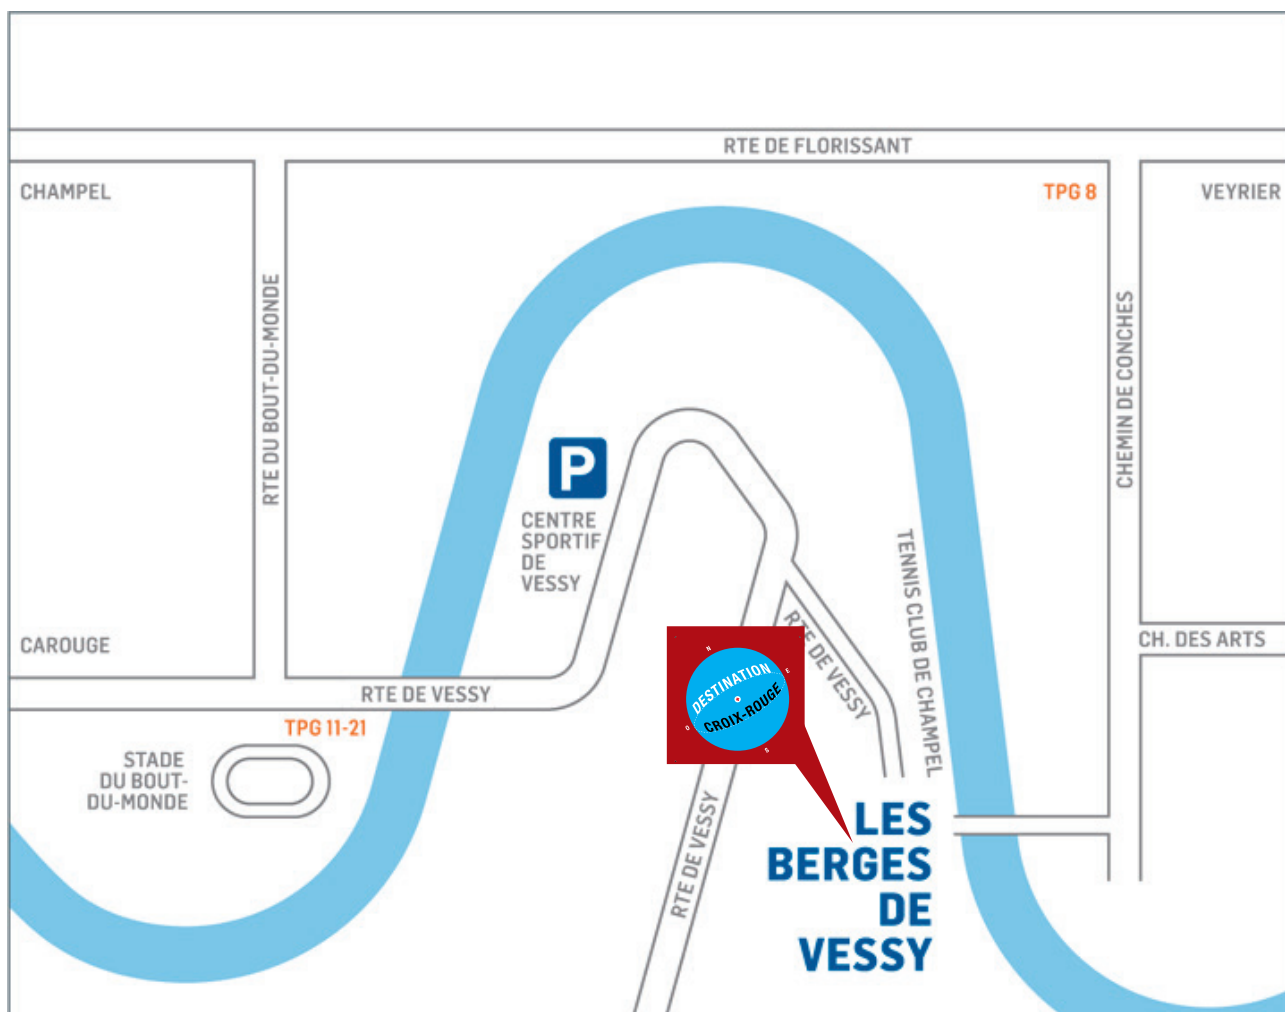 RTE DE FLORISSANT
CHAMPEL
TPG 8
VEYRIER
RTE DU BOUT-DU-MONDE
CHEMIN DE CONCHES
P
CENTRE
SPORTIF
DE
VESSY
TENNIS CLUB DE CHAMPEL
CAROUGE
CH. DES ARTS
RTE DE VESSY
RTE DE VESSY
N
E
DESTINATION
CROIX-ROUGE
O
S
TPG 11-21
STADE
DU BOUT-
DU-MONDE
RTE DE VESSY
LES
BERGES
DE
VESSY